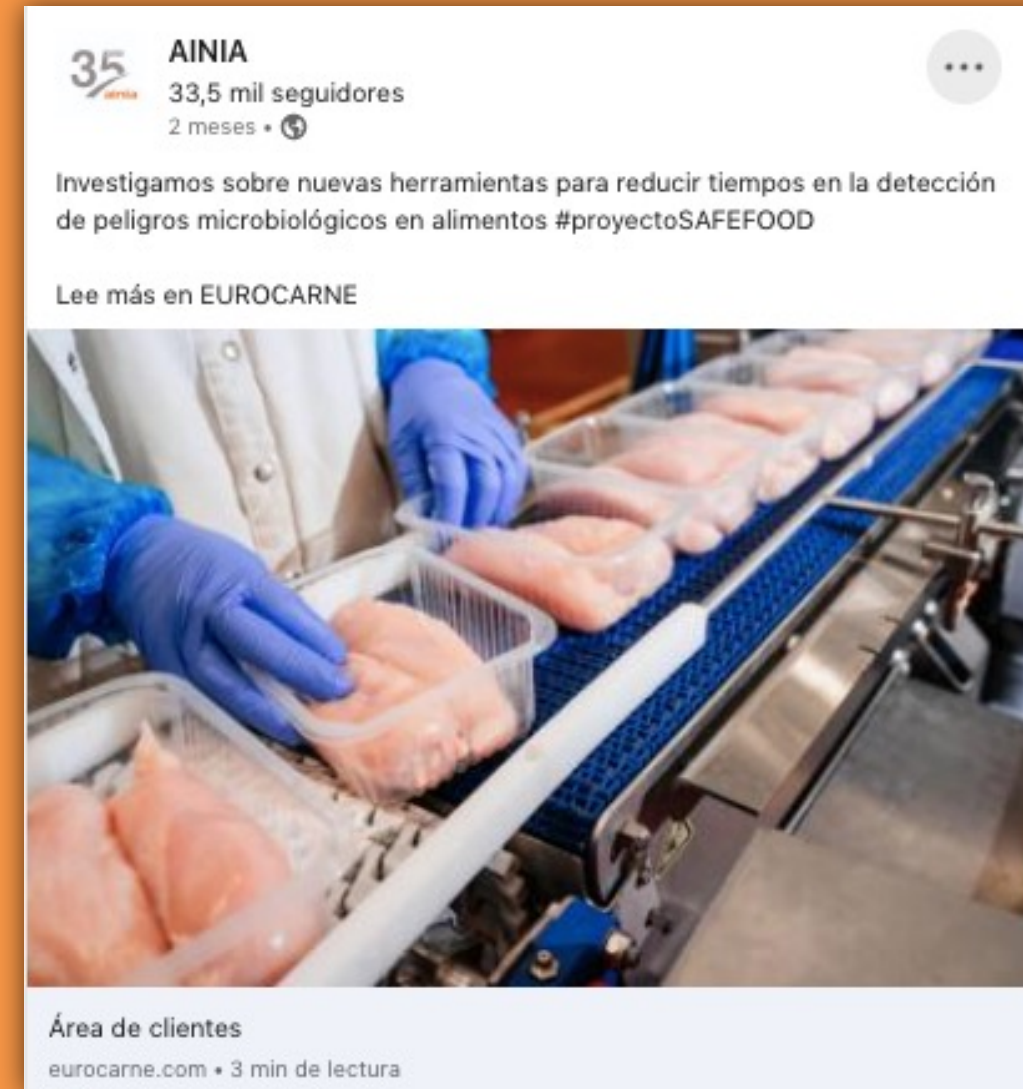 35
ainia
AINIA
33,5 mil seguidores
2 meses •
Investigamos sobre nuevas herramientas para reducir tiempos en la detección
de peligros microbiológicos en alimentos #proyectoSAFEFOOD
Lee más en EUROCARNE
Área de clientes
eurocarne.com • 3 min de lectura